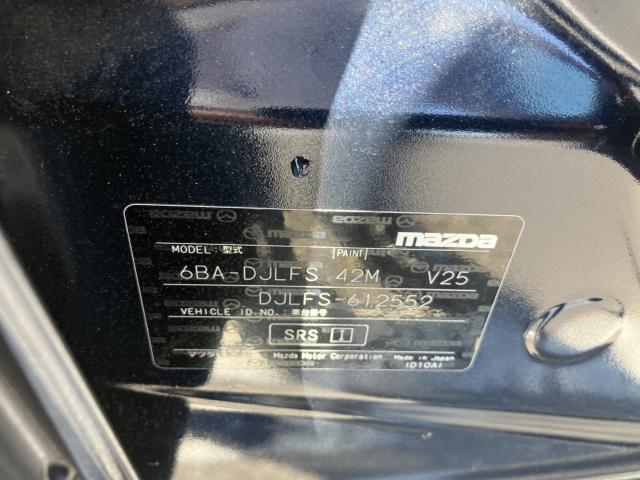 mazda
MODEL:型式 PAINT
6BA-DJLFS 42M V25
DJLFS-612552
VEHICLE ID.NO.:車台番号
SRS I
Mazda Motor Corporation Made in Japan
(D10A)